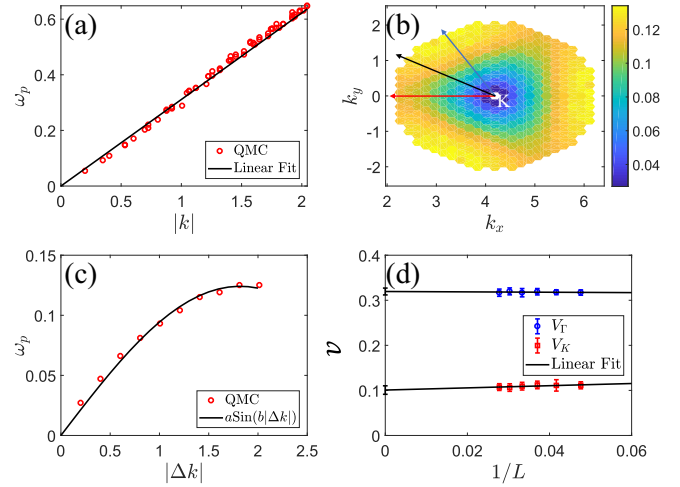 (a)
0.6
0.4
0.2
0
ω_p
QMC
Linear Fit
0 0.5 1 1.5 2
|k|
(b)
2
1
0
-1
-2
k_y
K
2 3 4 5 6
k_x
0.12
0.1
0.08
0.06
0.04
(c)
0.15
0.1
0.05
0
ω_p
QMC
aSin(b|Δk|)
0 0.5 1 1.5 2 2.5
|Δk|
(d)
0.4
0.3
0.2
0.1
0
v
V_Γ
V_K
Linear Fit
0 0.02 0.04 0.06
1/L